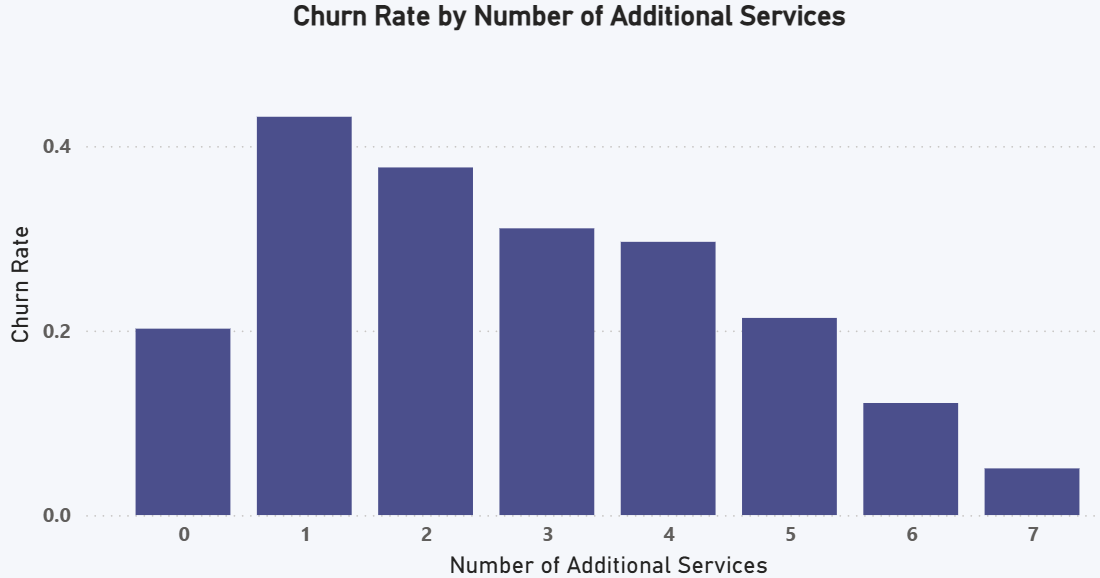 Churn Rate by Number of Additional Services
Churn Rate
0.4
0.2
0.0
0 1 2 3 4 5 6 7
Number of Additional Services